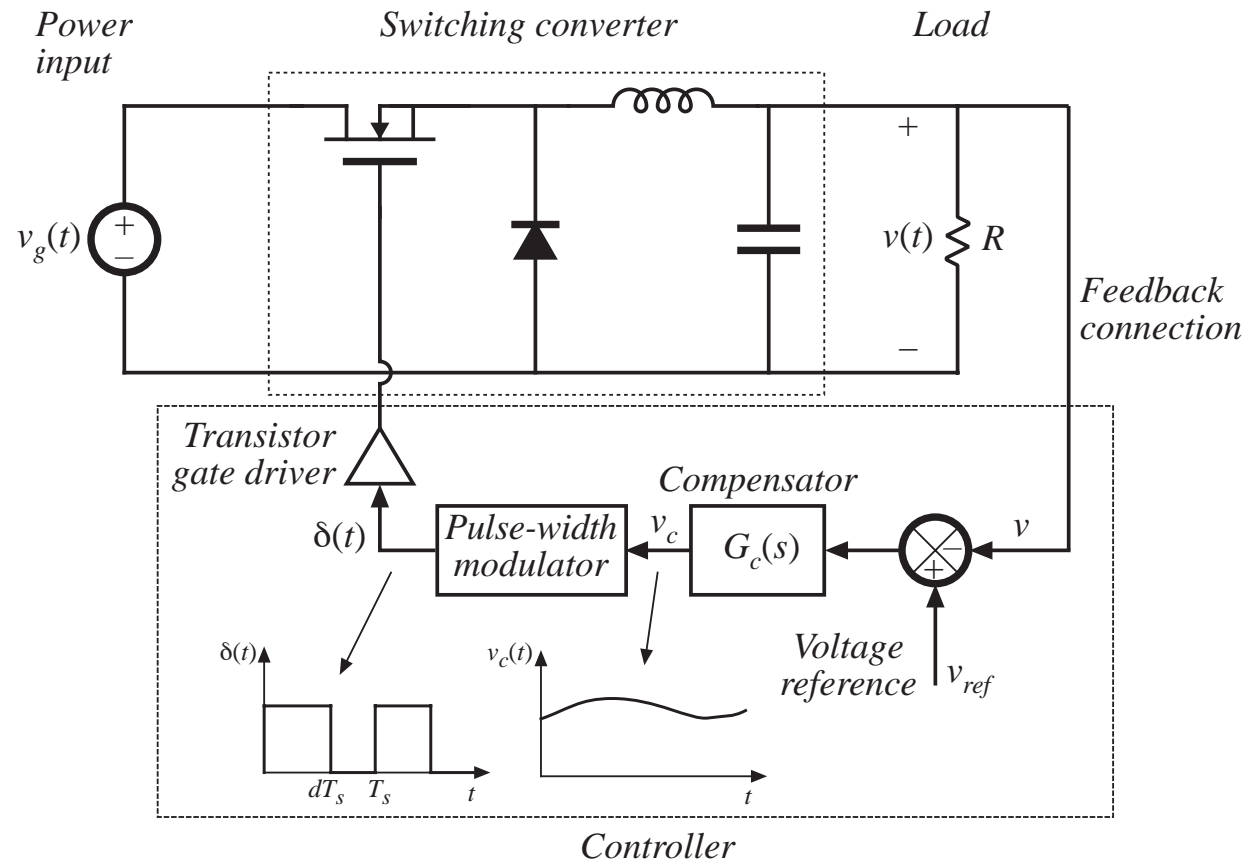 Power
input
Switching converter
Load
+
−
v_g(t)
+
v(t)
R
−
Feedback
connection
Transistor
gate driver
δ(t)
Pulse-width
modulator
v_c
Compensator
G_c(s)
−
+
v
Voltage
reference
v_ref
δ(t)
dT_s
T_s
t
v_c(t)
t
Controller